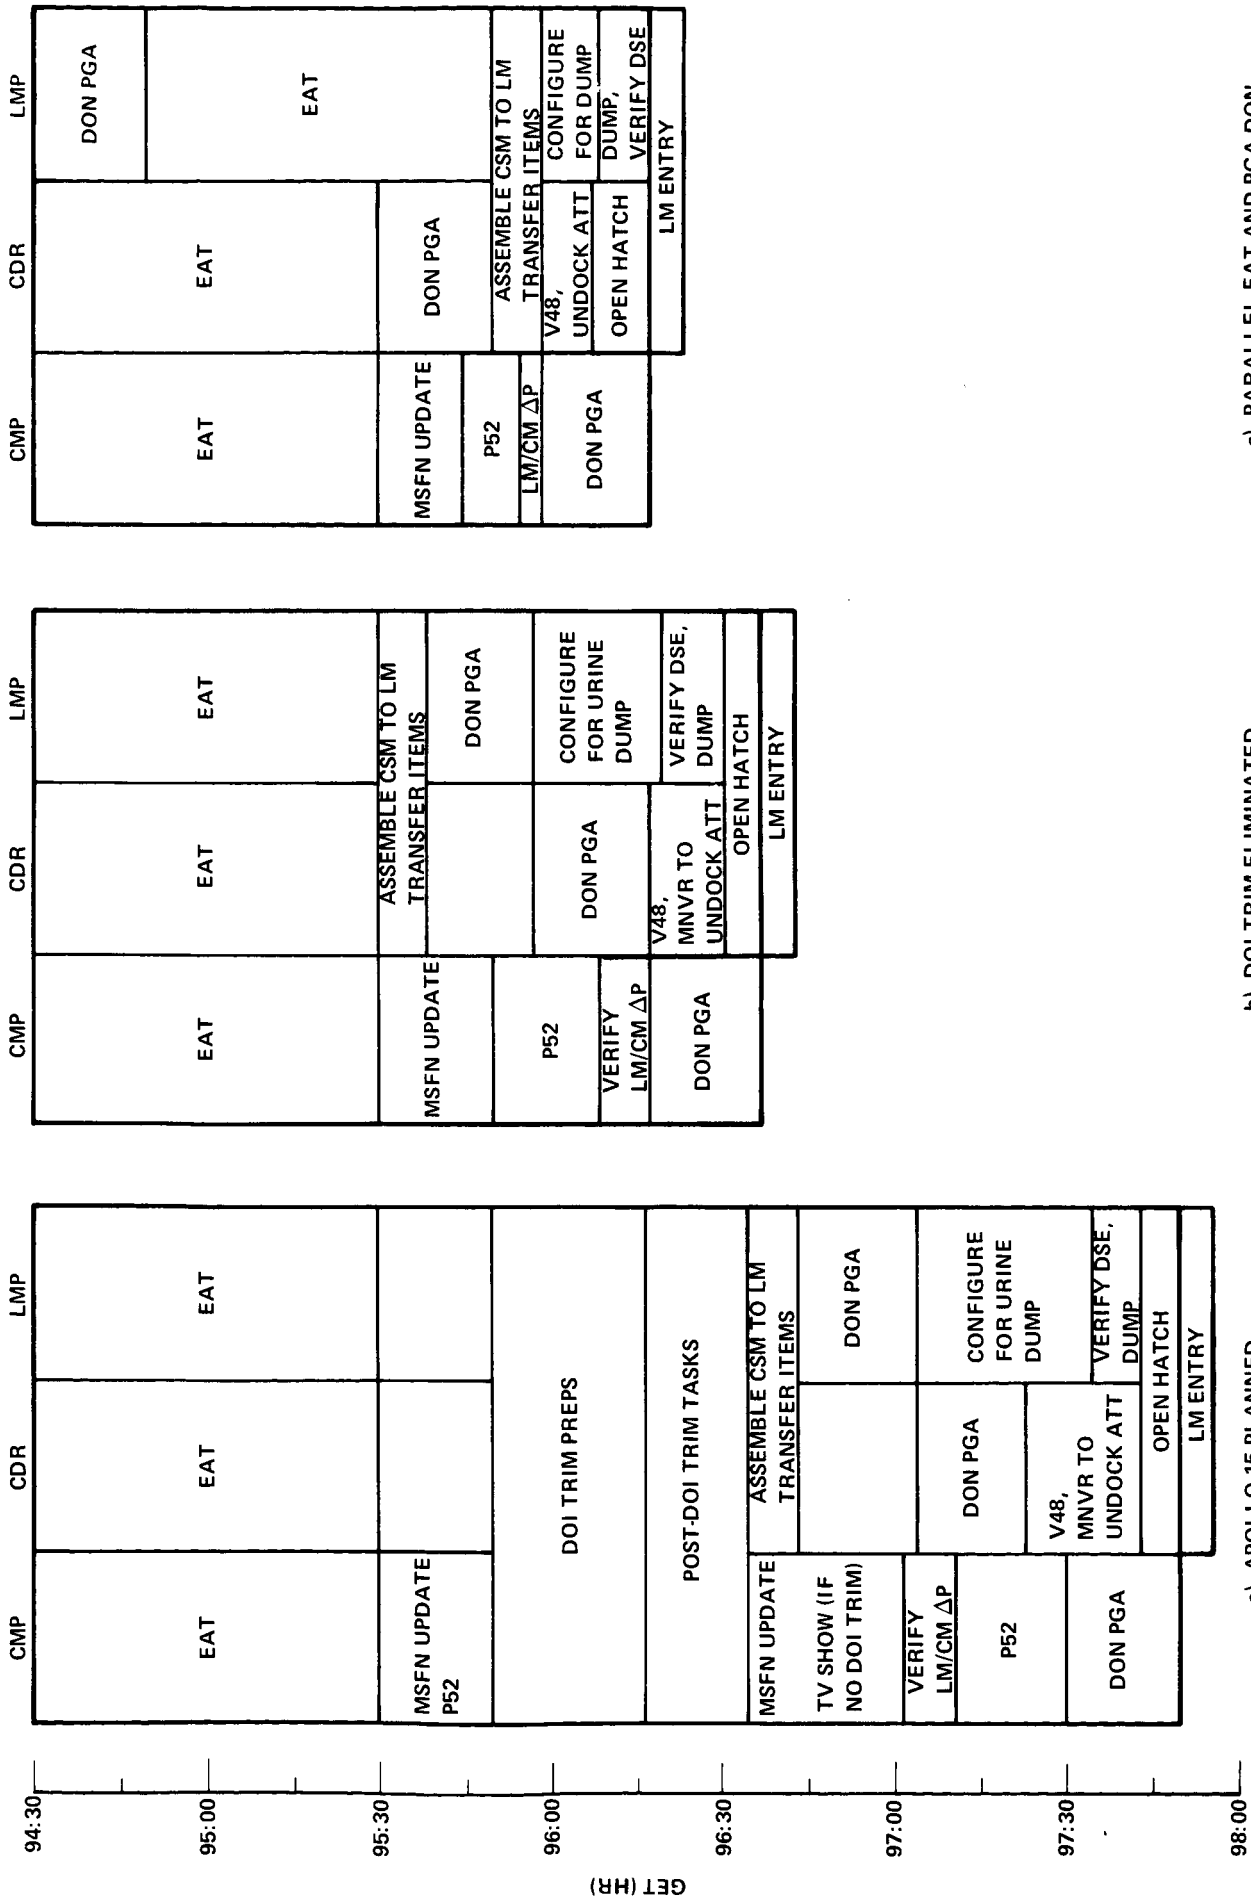 GET (HR)
94:30
95:00
95:30
96:00
96:30
97:00
97:30
98:00
CMP
CDR
LMP
EAT
EAT
EAT
MSFN UPDATE
P52
DOI TRIM PREPS
POST-DOI TRIM TASKS
MSFN UPDATE
TV SHOW (IF
NO DOI TRIM)
VERIFY
LM/CM ΔP
P52
DON PGA
ASSEMBLE CSM TO LM
TRANSFER ITEMS
DON PGA
DON PGA
CONFIGURE
FOR URINE
DUMP
V48,
MNVR TO
UNDOCK ATT
VERIFY DSE,
DUMP
OPEN HATCH
LM ENTRY
a) APOLLO 15 PLANNED
CMP
CDR
LMP
EAT
EAT
EAT
MSFN UPDATE
P52
VERIFY
LM/CM ΔP
DON PGA
ASSEMBLE CSM TO LM
TRANSFER ITEMS
DON PGA
DON PGA
CONFIGURE
FOR URINE
DUMP
V48,
MNVR TO
UNDOCK ATT
VERIFY DSE,
DUMP
OPEN HATCH
LM ENTRY
b) DOI TRIM ELIMINATED
CMP
CDR
LMP
EAT
EAT
DON PGA
EAT
MSFN UPDATE
P52
LM/CM ΔP
DON PGA
DON PGA
ASSEMBLE CSM TO LM
TRANSFER ITEMS
V48,
UNDOCK ATT
OPEN HATCH
CONFIGURE
FOR DUMP
DUMP,
VERIFY DSE
LM ENTRY
c) PARALLEL EAT AND PGA DON